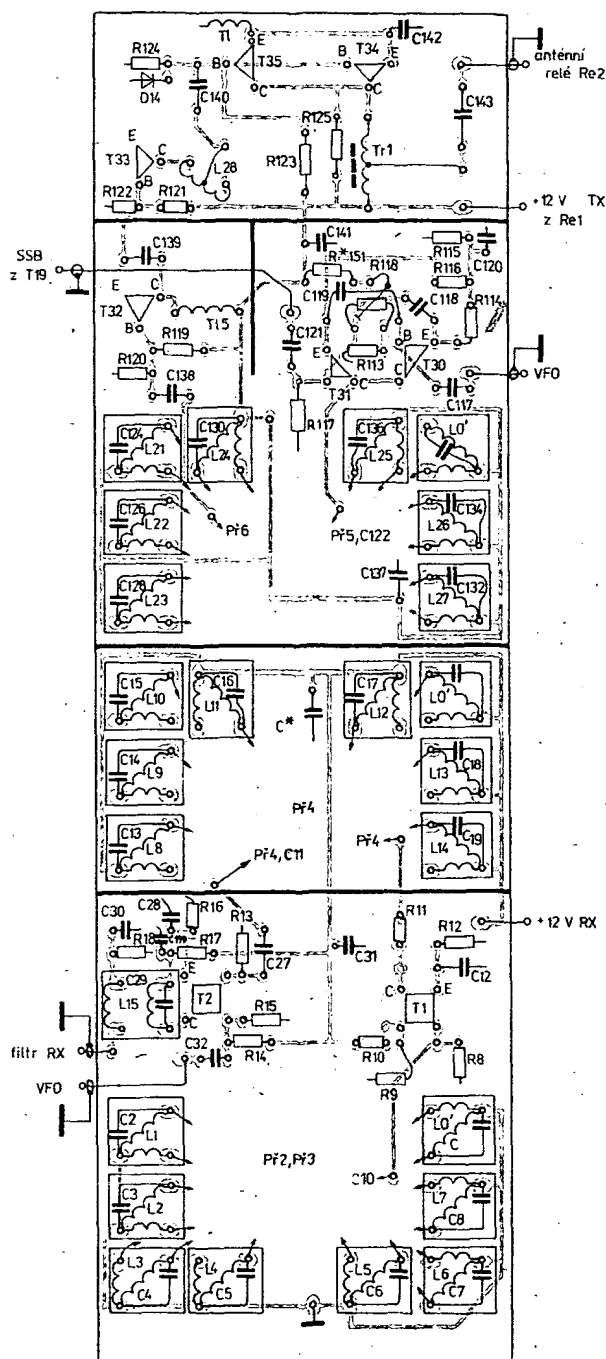 Tl
E
T35
B
C
T34
B
E
C
C142
R124
D14
C140
anténní
relé Re2
C143
R125
R123
Tr1
E
T33
C
B
L28
R122
R121
+12 V TX
z Re1
SSB
z T19
C139
C141
R*151
R115
R116
C120
E
T32
C
B
C119
R118
C118
R114
Tl5
C121
R119
R120
C138
E
T31
C
R113
B
E
T30
C
VFO
C117
R117
C124
L21
C130
L24
C136
L25
L0'
C126
L22
Př6
Př5, C122
C134
L26
C128
L23
C137
C132
L27
C15
L10
C16
L11
C*
C17
L12
L0'
C14
L9
C18
L13
Př4
C13
L8
Př4, C11
Př4
C19
L14
C30
C28
R16
R13
R11
R12
+12 V RX
R18
R17
C27
C31
C12
C29
L15
E
T2
C
R15
C
E
T1
filtr RX
C32
R14
R10
R8
VFO
R9
C2
L1
L0'
C
Př2, Př3
C10
C3
L2
L7
C8
L3
C4
L4
C5
L5
C6
L6
C7